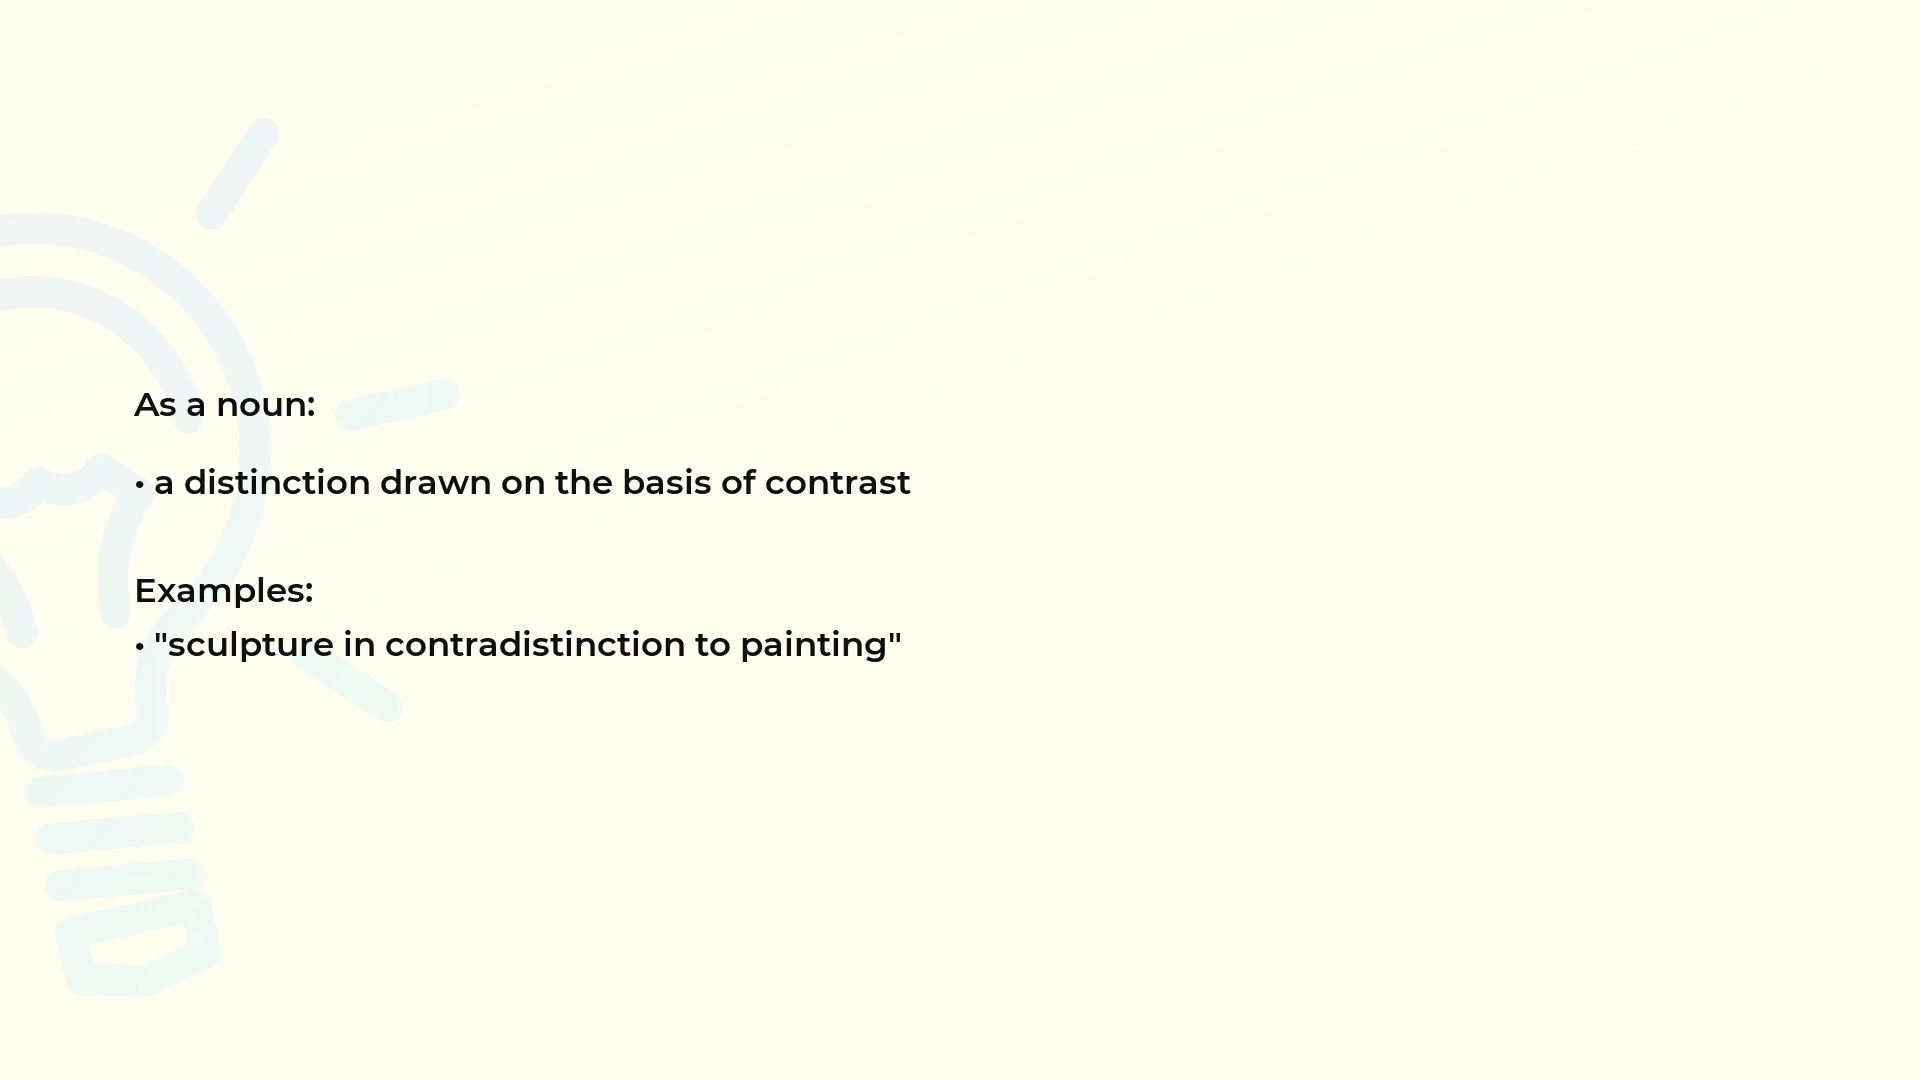 As a noun:
• a distinction drawn on the basis of contrast
Examples:
• "sculpture in contradistinction to painting"